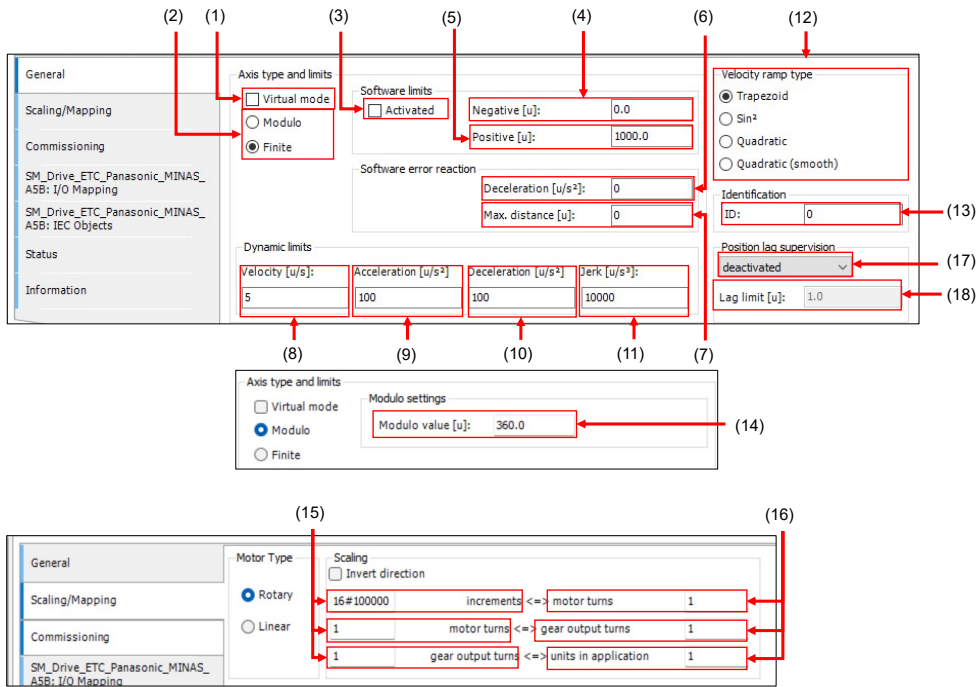 (2) (1) (3) (5) (4) (6) (12)
General
Scaling/Mapping
Commissioning
SM_Drive_ETC_Panasonic_MINAS_
A5B: I/O Mapping
SM_Drive_ETC_Panasonic_MINAS_
A5B: IEC Objects
Status
Information
Axis type and limits
Virtual mode
Modulo
Finite
Software limits
Activated
Negative [u]: 0.0
Positive [u]: 1000.0
Software error reaction
Deceleration [u/s²]: 0
Max. distance [u]: 0
Dynamic limits
Velocity [u/s]: Acceleration [u/s²] Deceleration [u/s²] Jerk [u/s³]:
5 100 100 10000
Velocity ramp type
Trapezoid
Sin²
Quadratic
Quadratic (smooth)
Identification
ID: 0
(13)
Position lag supervision
deactivated
(17)
Lag limit [u]: 1.0
(18)
(8) (9) (10) (11) (7)
Axis type and limits
Virtual mode
Modulo
Finite
Modulo settings
Modulo value [u]: 360.0
(14)
(15) (16)
General
Scaling/Mapping
Commissioning
SM_Drive_ETC_Panasonic_MINAS_
A5B: I/O Mapping
Motor Type
Rotary
Linear
Scaling
Invert direction
16#100000 increments <=> motor turns 1
1 motor turns <=> gear output turns 1
1 gear output turns <=> units in application 1